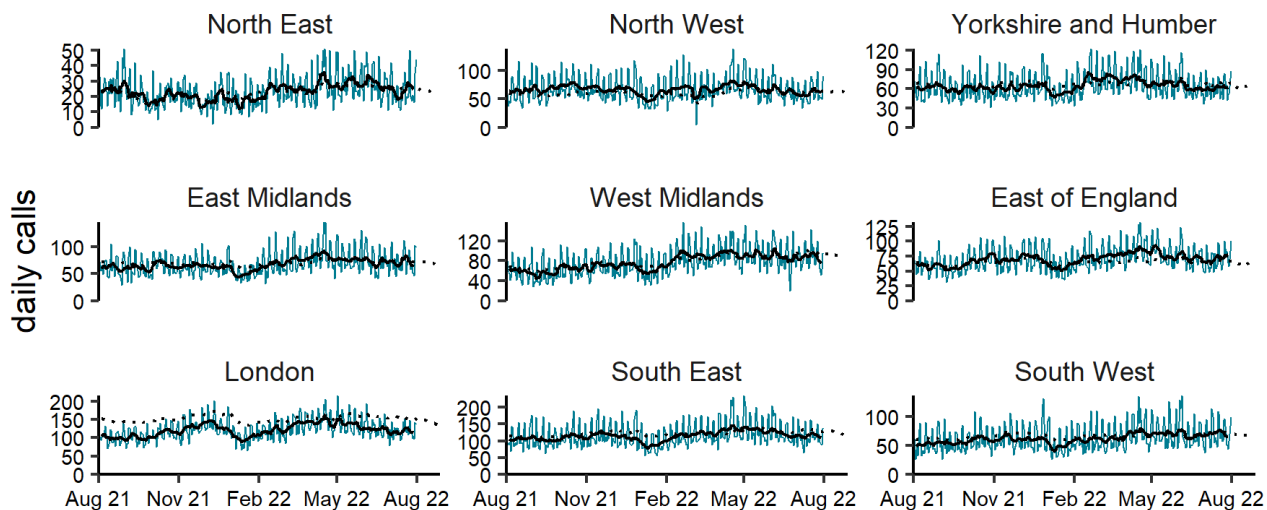 North East North West Yorkshire and Humber
50 120
40 100 90
30 60
20 50 30
10 0
0 0
East Midlands West Midlands East of England
120 125
100 100
80 75
50 40 50
25
0 0 0
London South East South West
200 200
150 150 100
100 100 50
50 50
0 0 0
Aug 21 Nov 21 Feb 22 May 22 Aug 22 Aug 21 Nov 21 Feb 22 May 22 Aug 22 Aug 21 Nov 21 Feb 22 May 22 Aug 22
daily calls